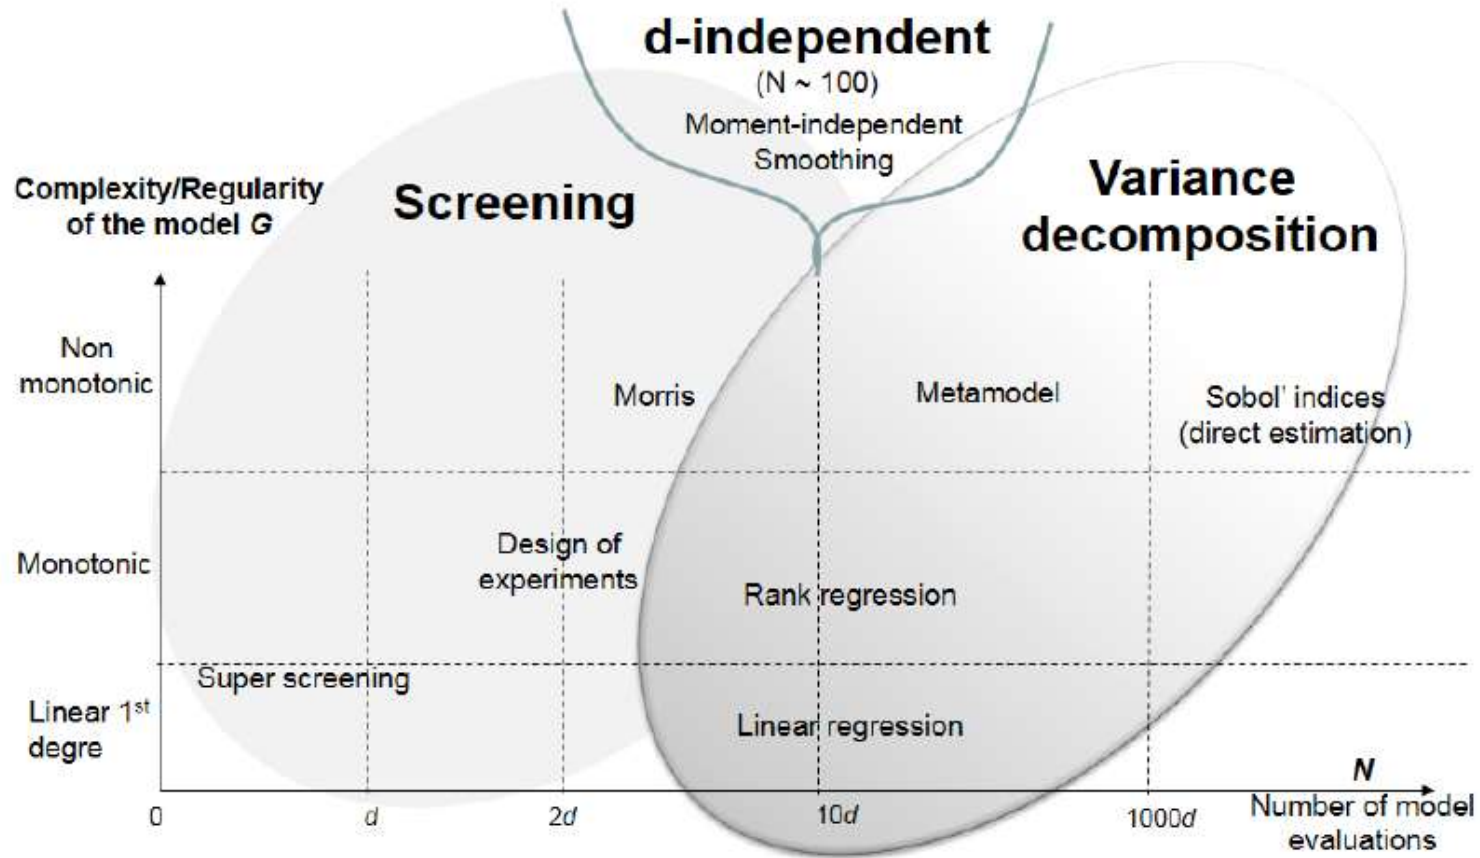 d-independent
(N ~ 100)
Moment-independent
Smoothing
Complexity/Regularity
of the model G
Screening
Variance
decomposition
Non
monotonic
Morris
Metamodel
Sobol' indices
(direct estimation)
Monotonic
Design of
experiments
Rank regression
Super screening
Linear 1st
degre
Linear regression
0
d
2d
10d
1000d
N
Number of model
evaluations